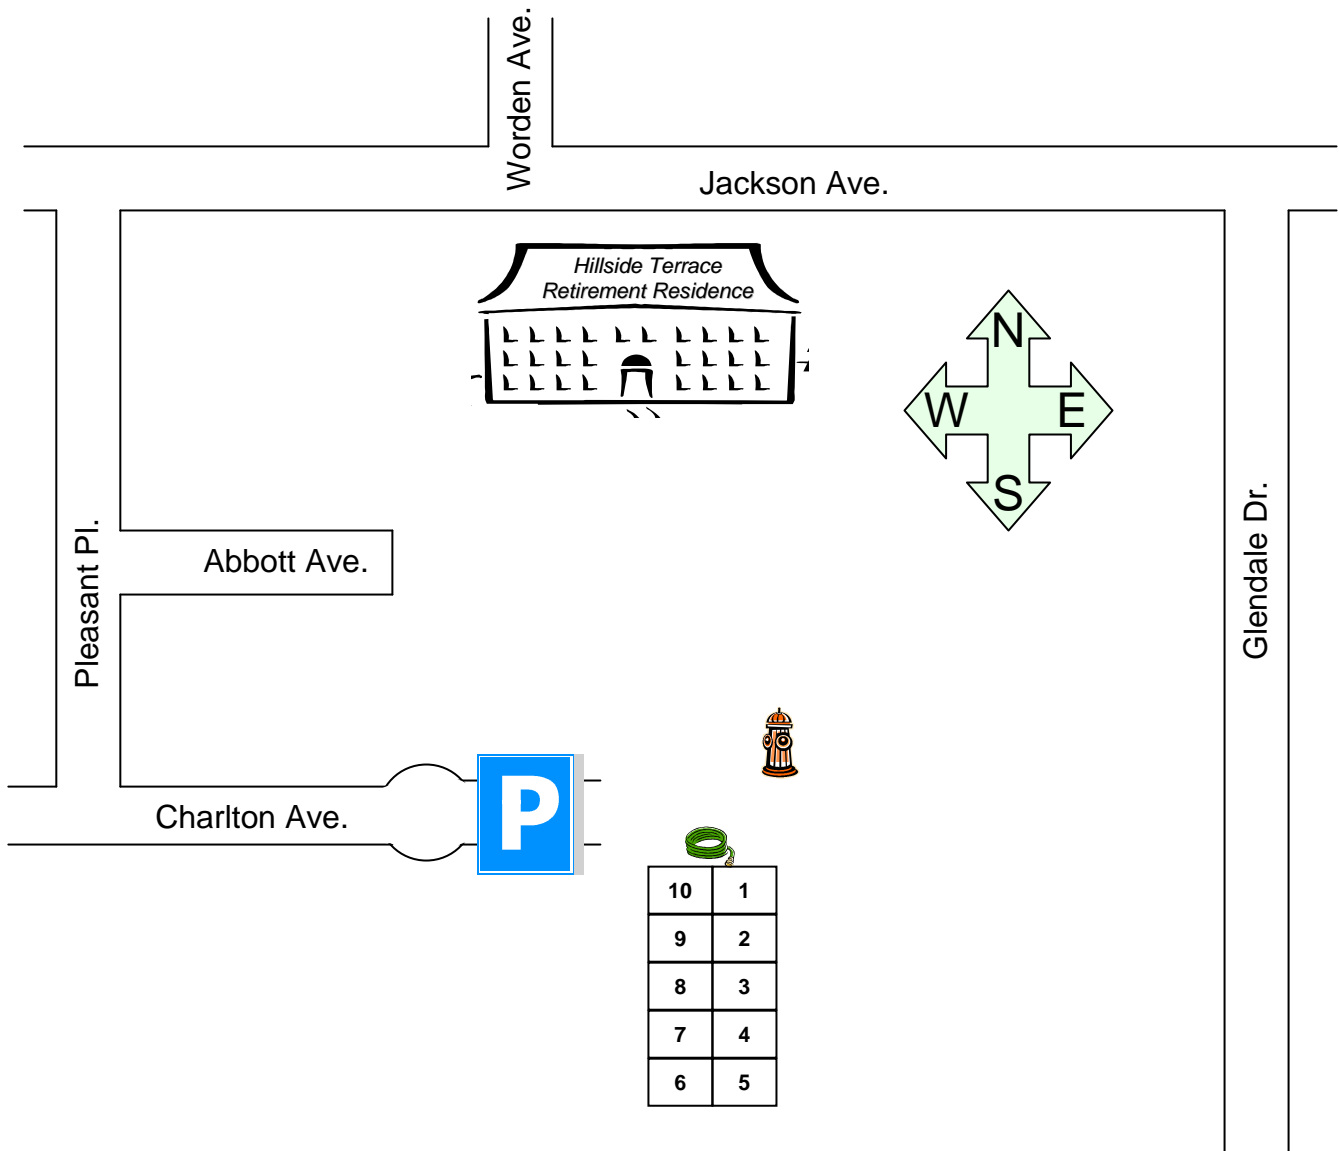 Worden Ave.
Jackson Ave.
Hillside Terrace
Retirement Residence
N
W E
S
Pleasant Pl.
Abbott Ave.
Glendale Dr.
Charlton Ave.
P
10 1
9 2
8 3
7 4
6 5